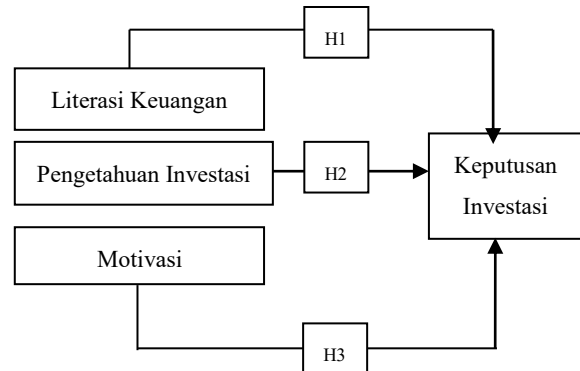 H1
Literasi Keuangan
Pengetahuan Investasi
H2
Keputusan
Investasi
Motivasi
H3